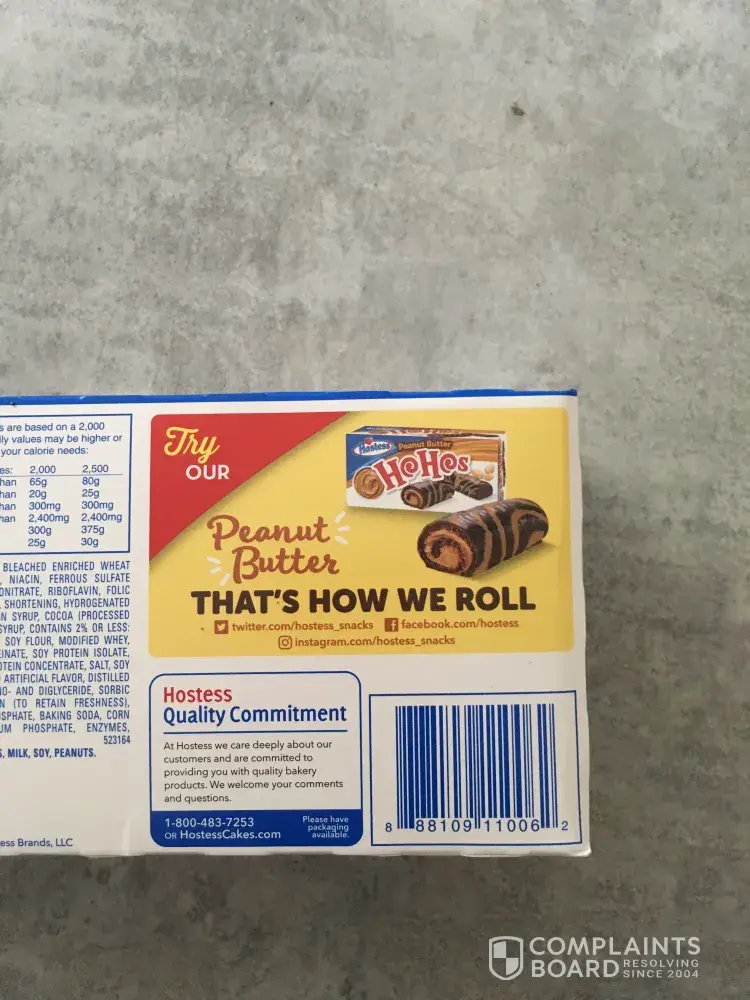 s are based on a 2,000
ily values may be higher or
your calorie needs:
es: 2,000 2,500
han 65g 80g
han 20g 25g
han 300mg 300mg
han 2,400mg 2,400mg
300g 375g
25g 30g
BLEACHED ENRICHED WHEAT
, NIACIN, FERROUS SULFATE
ONITRATE, RIBOFLAVIN, FOLIC
SHORTENING, HYDROGENATED
N SYRUP, COCOA (PROCESSED
SYRUP, CONTAINS 2% OR LESS:
SOY FLOUR, MODIFIED WHEY,
EINATE, SOY PROTEIN ISOLATE,
OTEIN CONCENTRATE, SALT, SOY
ARTIFICIAL FLAVOR, DISTILLED
O- AND DIGLYCERIDE, SORBIC
N (TO RETAIN FRESHNESS),
SPHATE, BAKING SODA, CORN
UM PHOSPHATE, ENZYMES,
523164
S, MILK, SOY, PEANUTS.
ess Brands, LLC
Try
OUR
Hostess Peanut Butter
HoHos
Peanut
Butter
THAT'S HOW WE ROLL
twitter.com/hostess_snacks facebook.com/hostess
instagram.com/hostess_snacks
Hostess
Quality Commitment
At Hostess we care deeply about our
customers and are committed to
providing you with quality bakery
products. We welcome your comments
and questions.
1-800-483-7253
OR HostessCakes.com
Please have
packaging
available.
8 88109 11006 2
COMPLAINTS
BOARD RESOLVING
SINCE 2004